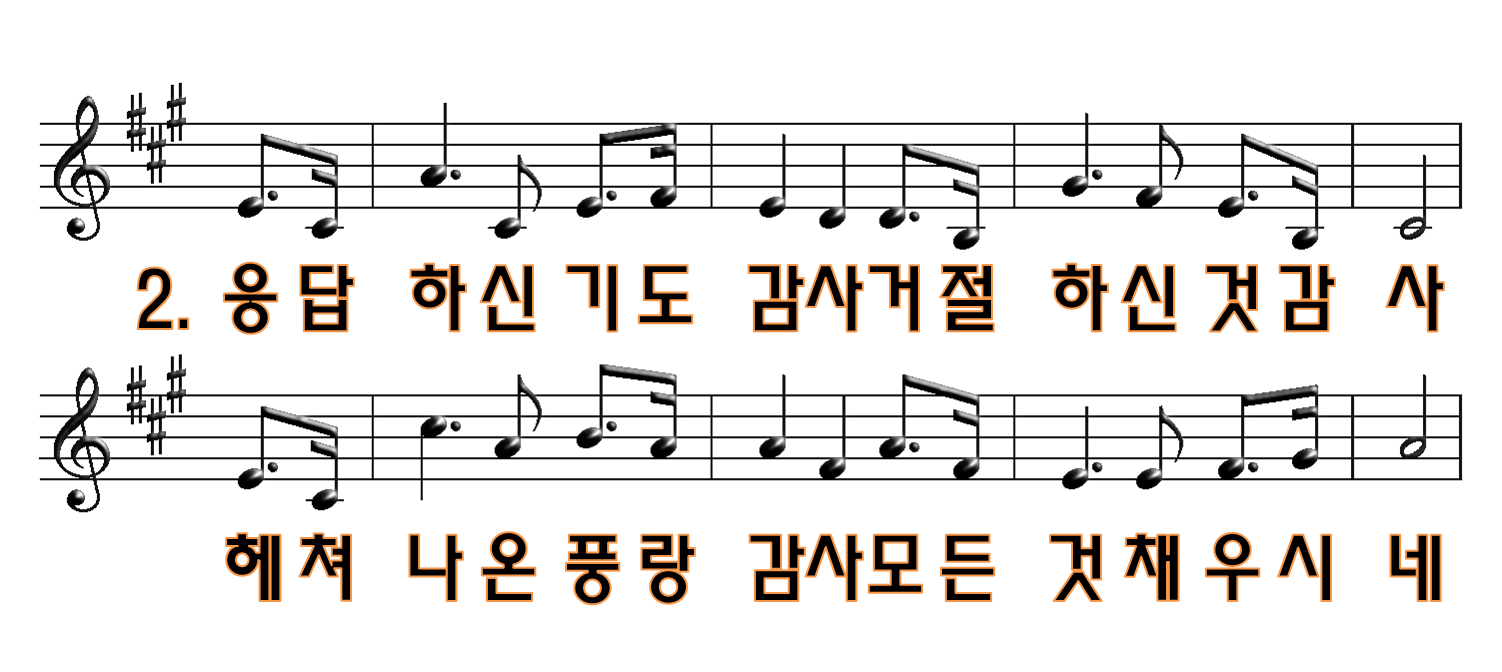 2. 응답 하신 기도 감사거절 하신 것감 사
헤쳐 나온 풍랑 감사모든 것채 우시 네